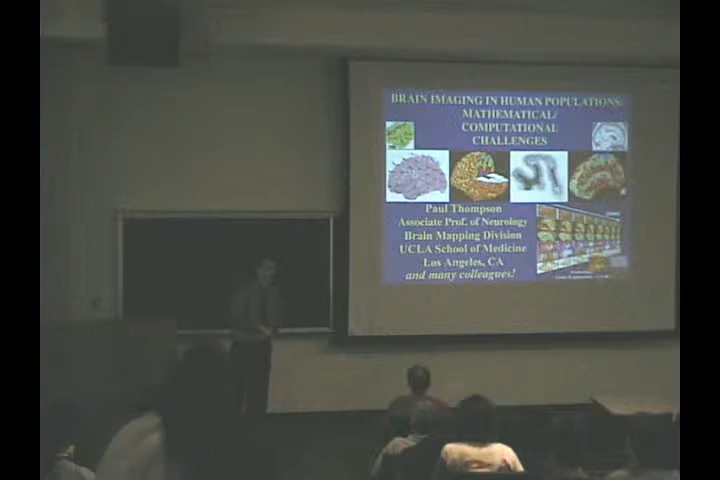 BRAIN IMAGING IN HUMAN POPULATIONS:
MATHEMATICAL/
COMPUTATIONAL
CHALLENGES
Paul Thompson
Associate Prof. of Neurology
Brain Mapping Division
UCLA School of Medicine
Los Angeles, CA
and many colleagues!